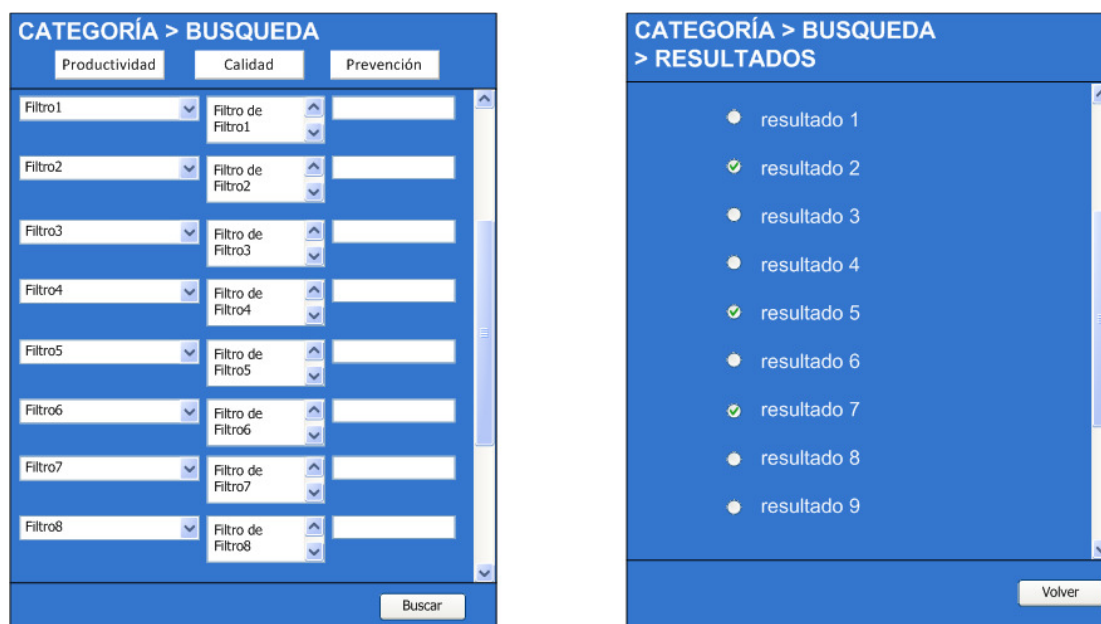 CATEGORÍA > BUSQUEDA
Productividad
Calidad
Prevención
Filtro1
Filtro de
Filtro1
Filtro2
Filtro de
Filtro2
Filtro3
Filtro de
Filtro3
Filtro4
Filtro de
Filtro4
Filtro5
Filtro de
Filtro5
Filtro6
Filtro de
Filtro6
Filtro7
Filtro de
Filtro7
Filtro8
Filtro de
Filtro8
Buscar
CATEGORÍA > BUSQUEDA
> RESULTADOS
resultado 1
resultado 2
resultado 3
resultado 4
resultado 5
resultado 6
resultado 7
resultado 8
resultado 9
Volver